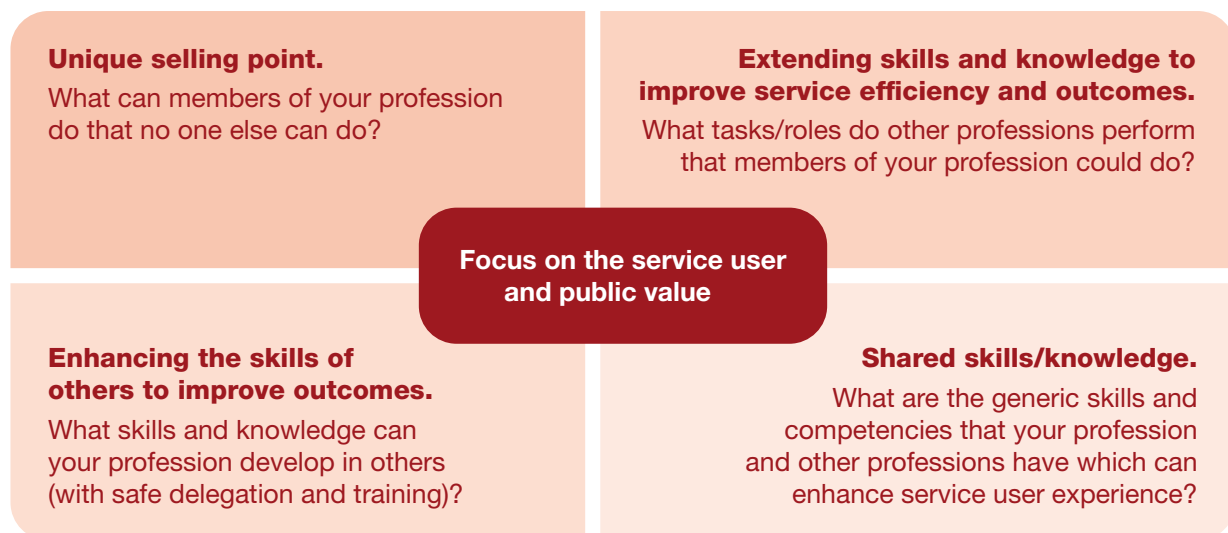 Unique selling point.
What can members of your profession
do that no one else can do?
Extending skills and knowledge to
improve service efficiency and outcomes.
What tasks/roles do other professions perform
that members of your profession could do?
Focus on the service user
and public value
Enhancing the skills of
others to improve outcomes.
What skills and knowledge can
your profession develop in others
(with safe delegation and training)?
Shared skills/knowledge.
What are the generic skills and
competencies that your profession
and other professions have which can
enhance service user experience?